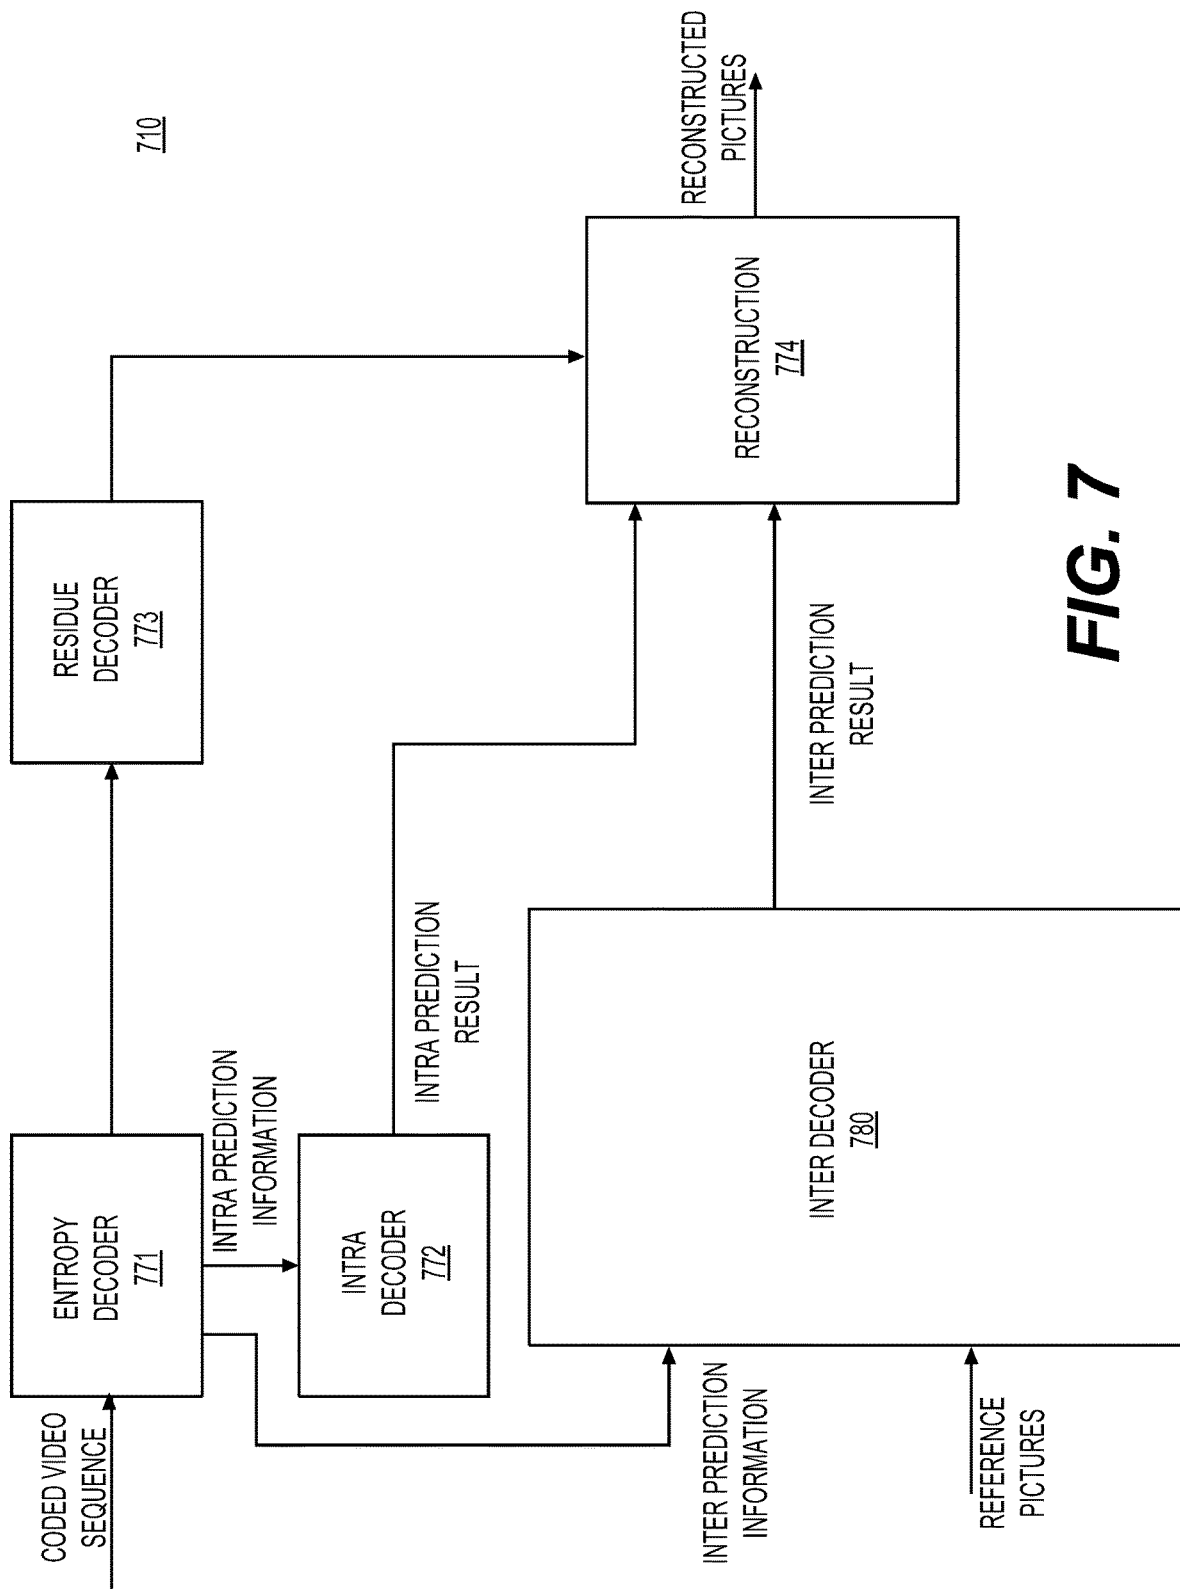 710
CODED VIDEO
SEQUENCE
ENTROPY
DECODER
771
RESIDUE
DECODER
773
INTRA PREDICTION
INFORMATION
INTRA
DECODER
772
INTRA PREDICTION
RESULT
RECONSTRUCTED
PICTURES
RECONSTRUCTION
774
INTER PREDICTION
INFORMATION
INTER DECODER
780
INTER PREDICTION
RESULT
REFERENCE
PICTURES
FIG. 7